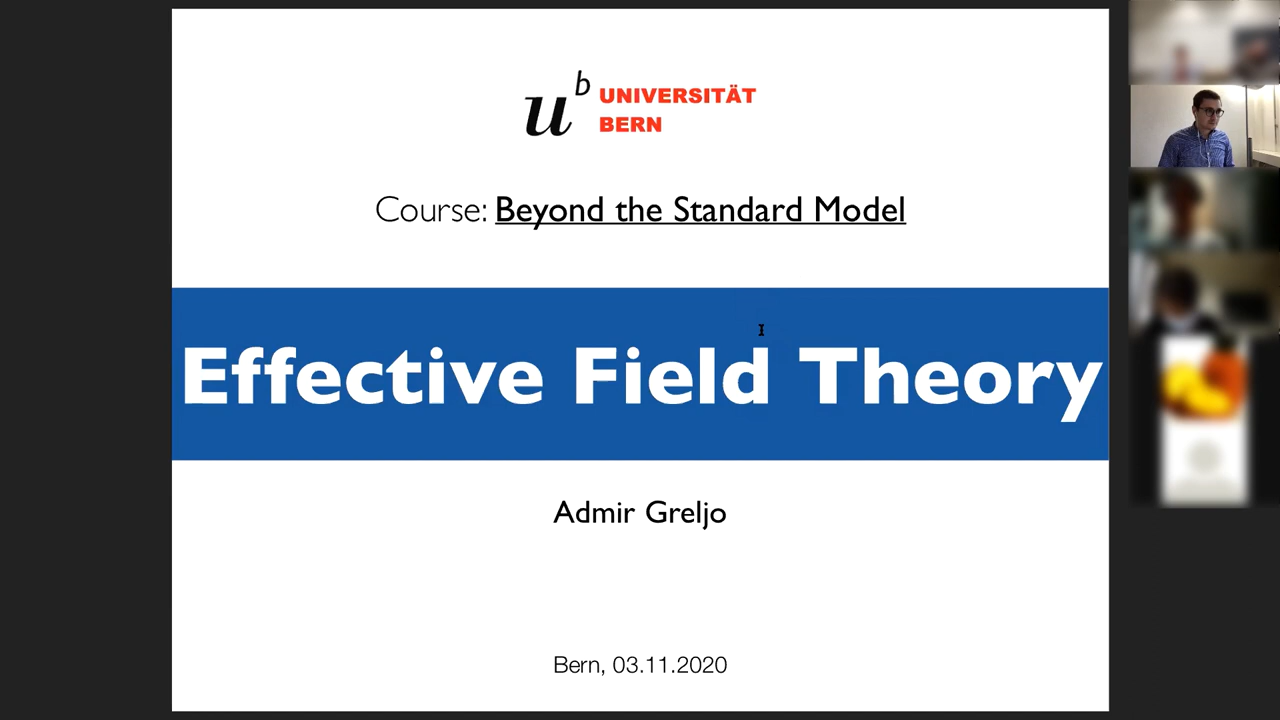 u b UNIVERSITÄT
BERN
Course: Beyond the Standard Model
Effective Field Theory
Admir Greljo
Bern, 03.11.2020